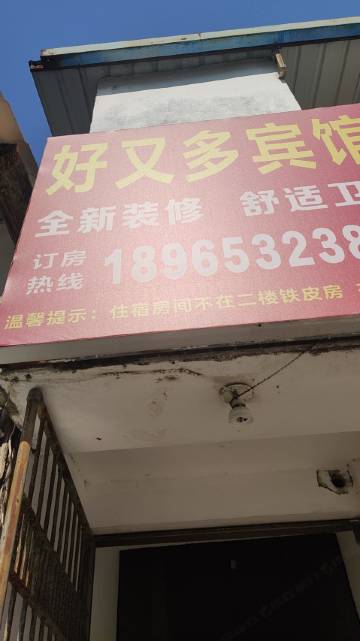 好又多宾馆
全新装修 舒适卫
订房
热线
189653238
温馨提示：住宿房间不在二楼铁皮房